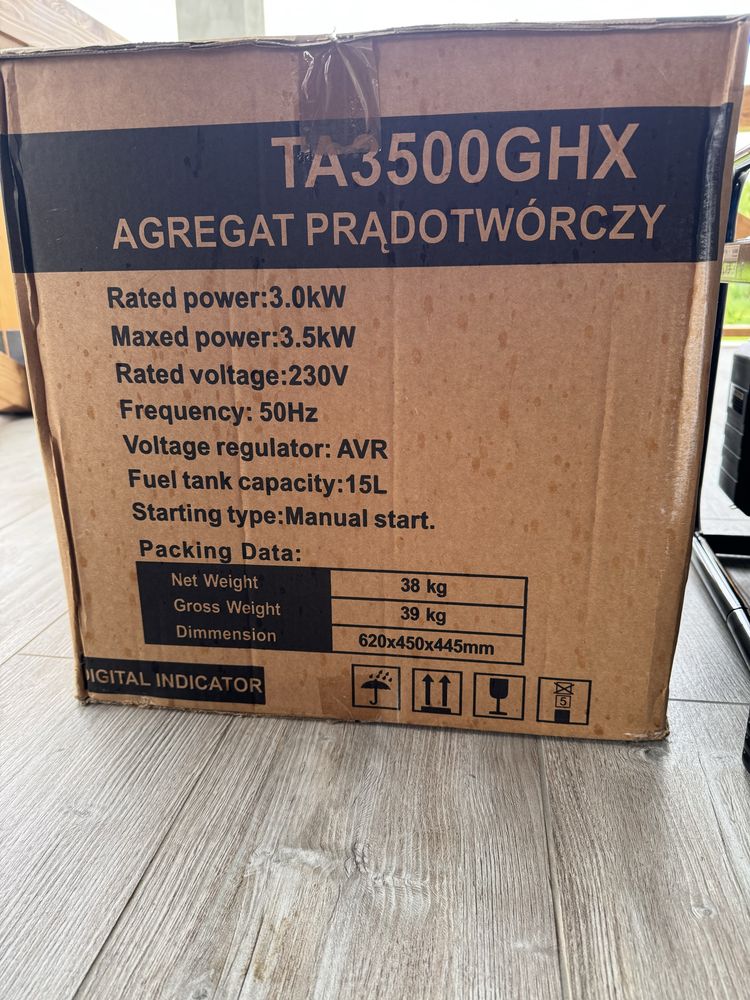 TA3500GHX
AGREGAT PRĄDOTWÓRCZY
Rated power:3.0kW
Maxed power:3.5kW
Rated voltage:230V
Frequency: 50Hz
Voltage regulator: AVR
Fuel tank capacity:15L
Starting type:Manual start.
Packing Data:
Net Weight 38 kg
Gross Weight 39 kg
Dimmension 620x450x445mm
DIGITAL INDICATOR
5